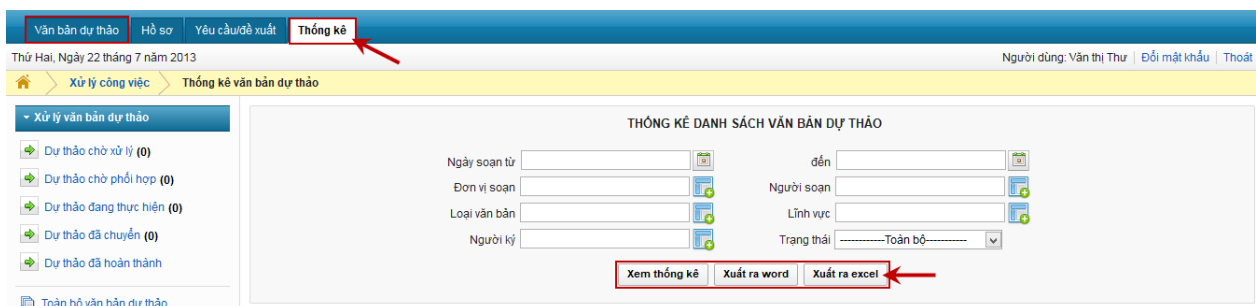 Văn bản dự thảo Hồ sơ Yêu cầu/đề xuất Thống kê
Thứ Hai, Ngày 22 tháng 7 năm 2013 Người dùng: Văn thị Thư | Đổi mật khẩu | Thoát
Xử lý công việc Thống kê văn bản dự thảo
Xử lý văn bản dự thảo
Dự thảo chờ xử lý (0)
Dự thảo chờ phối hợp (0)
Dự thảo đang thực hiện (0)
Dự thảo đã chuyển (0)
Dự thảo đã hoàn thành
Toàn bộ văn bản dự thảo
THỐNG KÊ DANH SÁCH VĂN BẢN DỰ THẢO
Ngày soạn từ đến
Đơn vị soạn Người soạn
Loại văn bản Lĩnh vực
Người ký Trạng thái ------------Toàn bộ-----------
Xem thống kê Xuất ra word Xuất ra excel